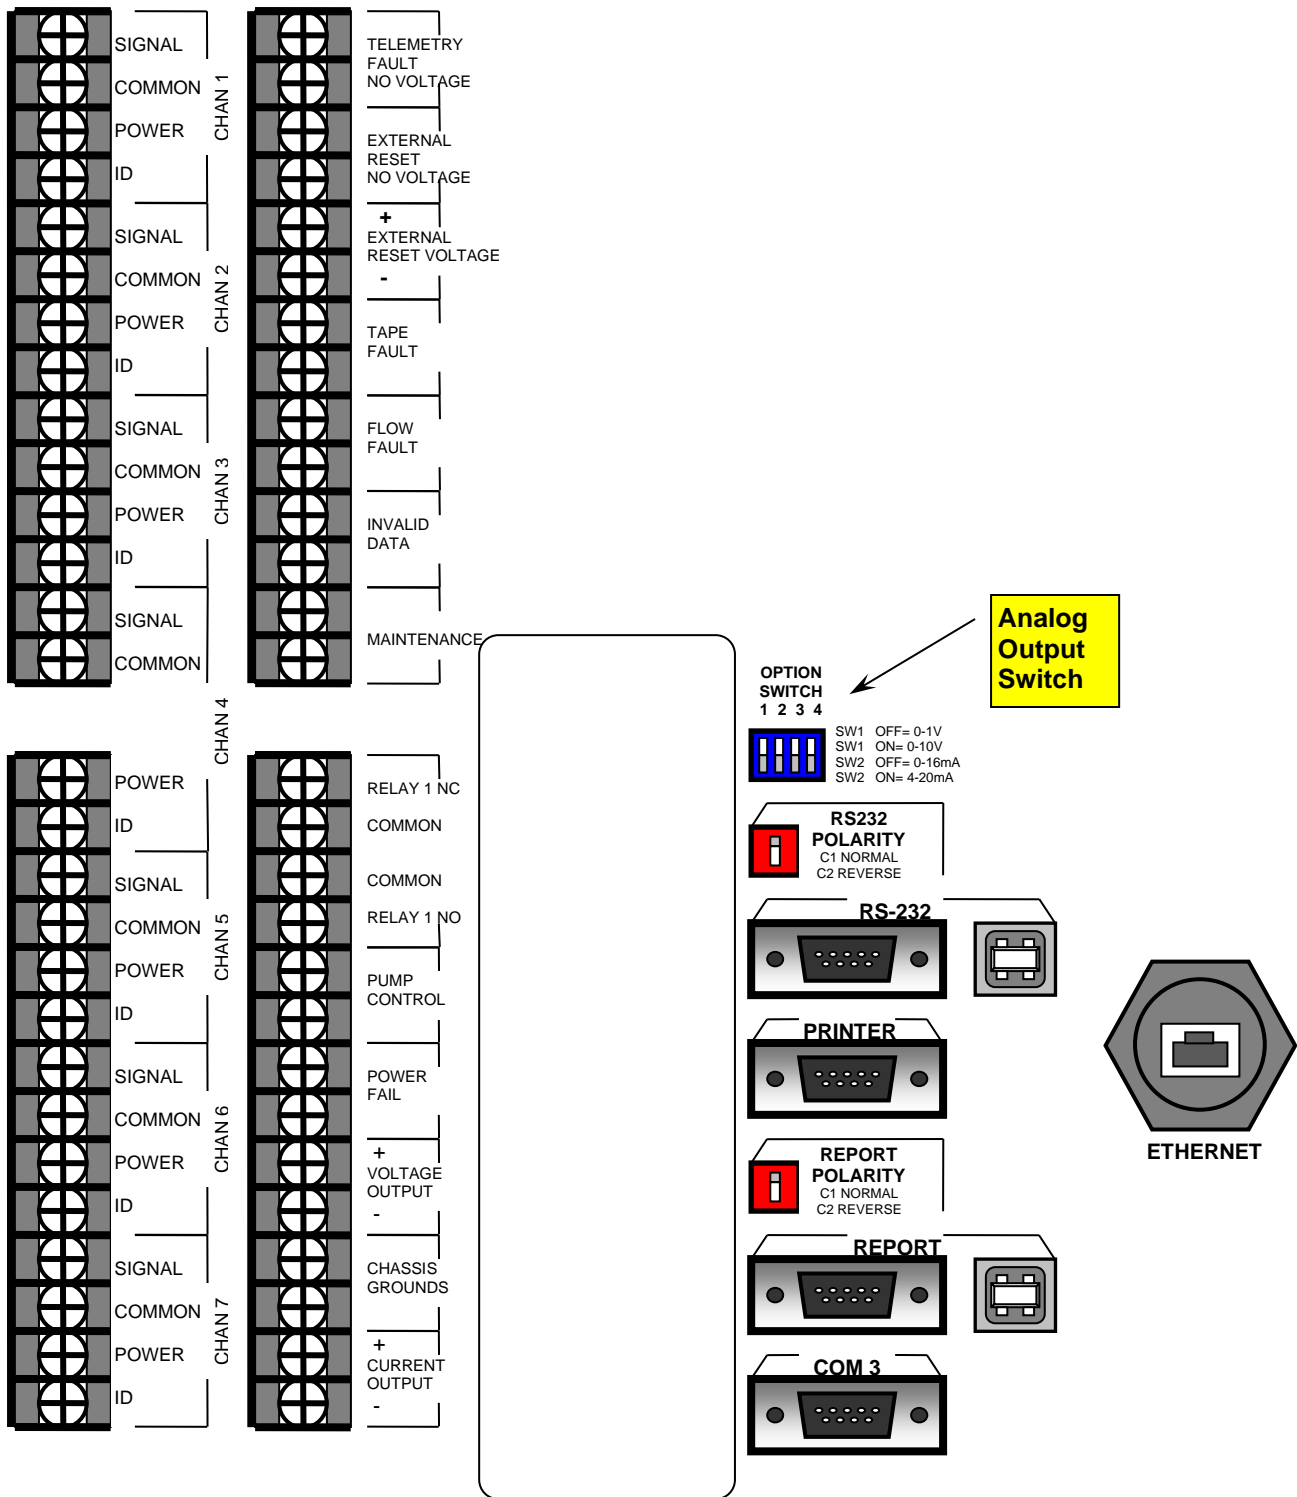 SIGNAL
COMMON
POWER
ID
CHAN 1
SIGNAL
COMMON
POWER
ID
CHAN 2
SIGNAL
COMMON
POWER
ID
CHAN 3
SIGNAL
COMMON
POWER
ID
CHAN 4
SIGNAL
COMMON
POWER
ID
CHAN 5
SIGNAL
COMMON
POWER
ID
CHAN 6
SIGNAL
COMMON
POWER
ID
CHAN 7
TELEMETRY
FAULT
NO VOLTAGE
EXTERNAL
RESET
NO VOLTAGE
+
EXTERNAL
RESET VOLTAGE
-
TAPE
FAULT
FLOW
FAULT
INVALID
DATA
MAINTENANCE
RELAY 1 NC
COMMON
COMMON
RELAY 1 NO
PUMP
CONTROL
POWER
FAIL
+
VOLTAGE
OUTPUT
-
CHASSIS
GROUNDS
+
CURRENT
OUTPUT
-
Analog
Output
Switch
OPTION
SWITCH
1 2 3 4
SW1 OFF= 0-1V
SW1 ON= 0-10V
SW2 OFF= 0-16mA
SW2 ON= 4-20mA
RS232
POLARITY
C1 NORMAL
C2 REVERSE
RS-232
PRINTER
REPORT
POLARITY
C1 NORMAL
C2 REVERSE
REPORT
COM 3
ETHERNET